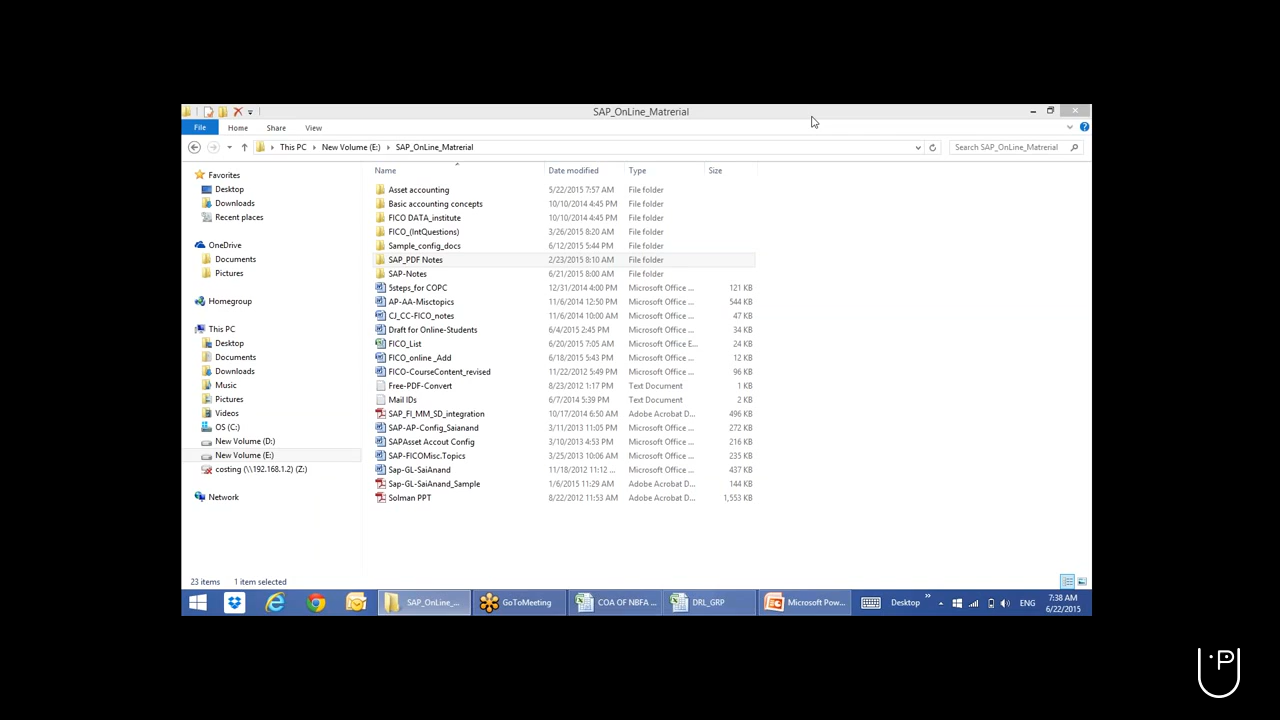 SAP_OnLine_Matrerial
File Home Share View
This PC New Volume (E:) SAP_OnLine_Matrerial Search SAP_OnLine_Matrerial
Name Date modified Type Size
Favorites
Desktop
Downloads
Recent places
OneDrive
Documents
Pictures
Homegroup
This PC
Desktop
Documents
Downloads
Music
Pictures
Videos
OS (C:)
New Volume (D:)
New Volume (E:)
costing (\\192.168.1.2) (Z:)
Network
Asset accounting 5/22/2015 7:57 AM File folder
Basic accounting concepts 10/10/2014 4:45 PM File folder
FICO DATA_institute 10/10/2014 4:45 PM File folder
FICO_(IntQuestions) 3/26/2015 8:20 AM File folder
Sample_config_docs 6/12/2015 5:44 PM File folder
SAP_PDF Notes 2/23/2015 8:10 AM File folder
SAP-Notes 6/21/2015 8:00 AM File folder
5steps_for COPC 12/31/2014 4:00 PM Microsoft Office ... 121 KB
AP-AA-Misctopics 11/6/2014 12:50 PM Microsoft Office ... 544 KB
CJ_CC-FICO_notes 11/6/2014 10:00 AM Microsoft Office ... 47 KB
Draft for Online-Students 6/4/2015 2:45 PM Microsoft Office ... 34 KB
FICO_List 6/20/2015 7:05 AM Microsoft Office E... 24 KB
FICO_online _Add 6/18/2015 5:43 PM Microsoft Office ... 12 KB
FICO-CourseContent_revised 11/22/2012 5:49 PM Microsoft Office ... 96 KB
Free-PDF-Convert 8/23/2012 1:17 PM Text Document 1 KB
Mail IDs 6/7/2014 5:39 PM Text Document 2 KB
SAP_FI_MM_SD_integration 10/17/2014 6:50 AM Adobe Acrobat D... 496 KB
SAP-AP-Config_Saianand 3/11/2013 11:05 PM Microsoft Office ... 272 KB
SAPAsset Accout Config 3/10/2013 4:53 PM Microsoft Office ... 216 KB
SAP-FICOMisc.Topics 3/25/2013 10:06 AM Microsoft Office ... 235 KB
Sap-GL-SaiAnand 11/18/2012 11:12 ... Microsoft Office ... 437 KB
Sap-GL-SaiAnand_Sample 1/6/2015 11:29 AM Adobe Acrobat D... 144 KB
Solman PPT 8/22/2012 11:53 AM Adobe Acrobat D... 1,553 KB
23 items 1 item selected
SAP_OnLine_... GoToMeeting COA OF NBFA ... DRL_GRP Microsoft Pow... Desktop ENG 7:38 AM
6/22/2015